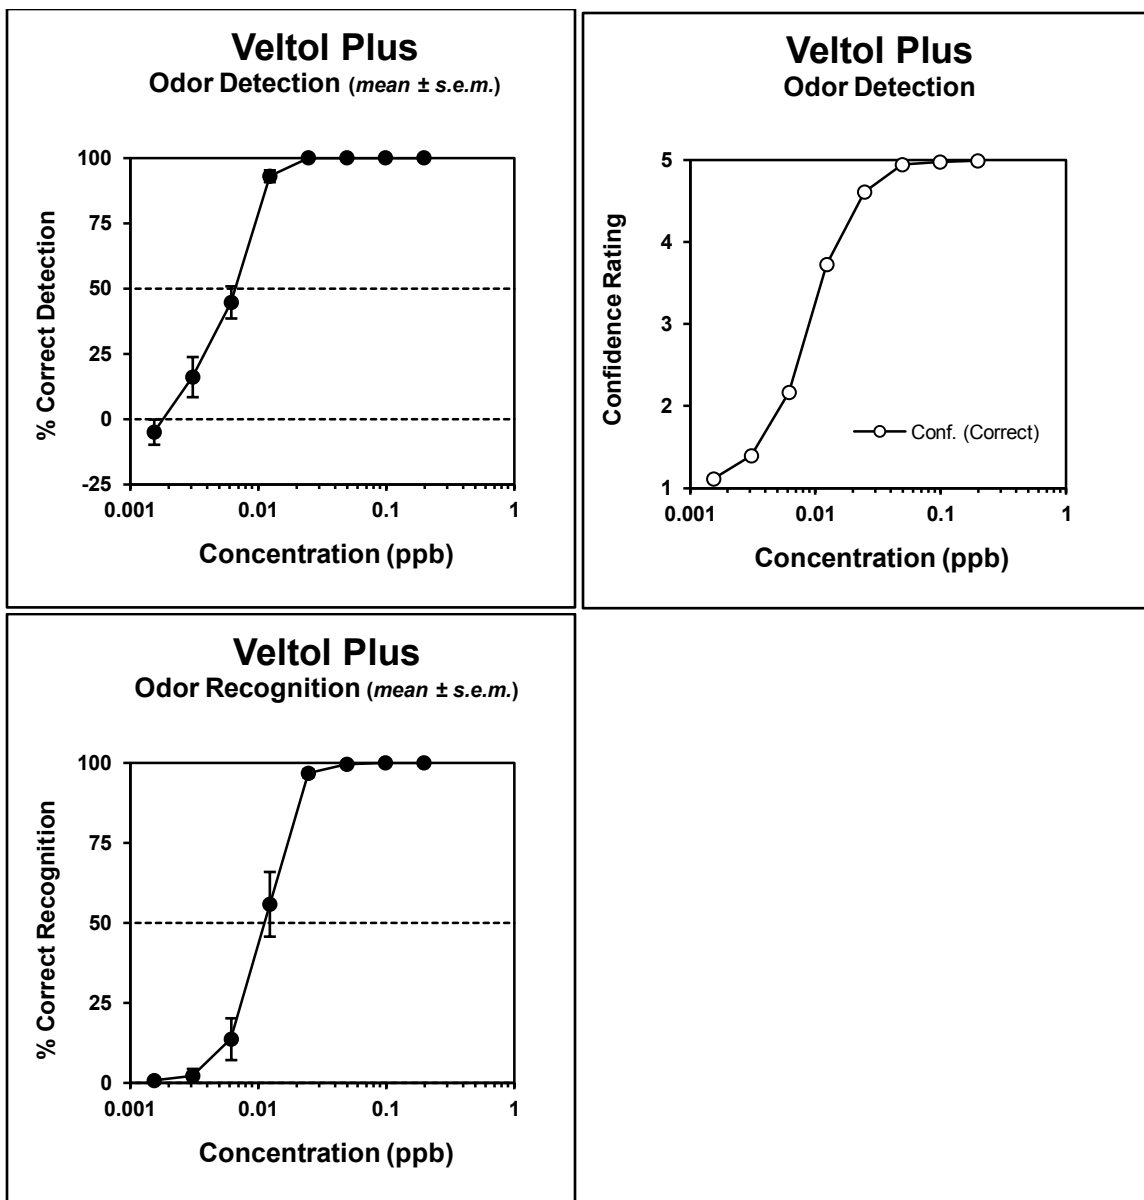 Veltol Plus
Odor Detection (mean ± s.e.m.)
100
75
50
25
0
-25
% Correct Detection
0.001 0.01 0.1 1
Concentration (ppb)
Veltol Plus
Odor Detection
5
4
3
2
1
Confidence Rating
Conf. (Correct)
0.001 0.01 0.1 1
Concentration (ppb)
Veltol Plus
Odor Recognition (mean ± s.e.m.)
100
75
50
25
0
% Correct Recognition
0.001 0.01 0.1 1
Concentration (ppb)